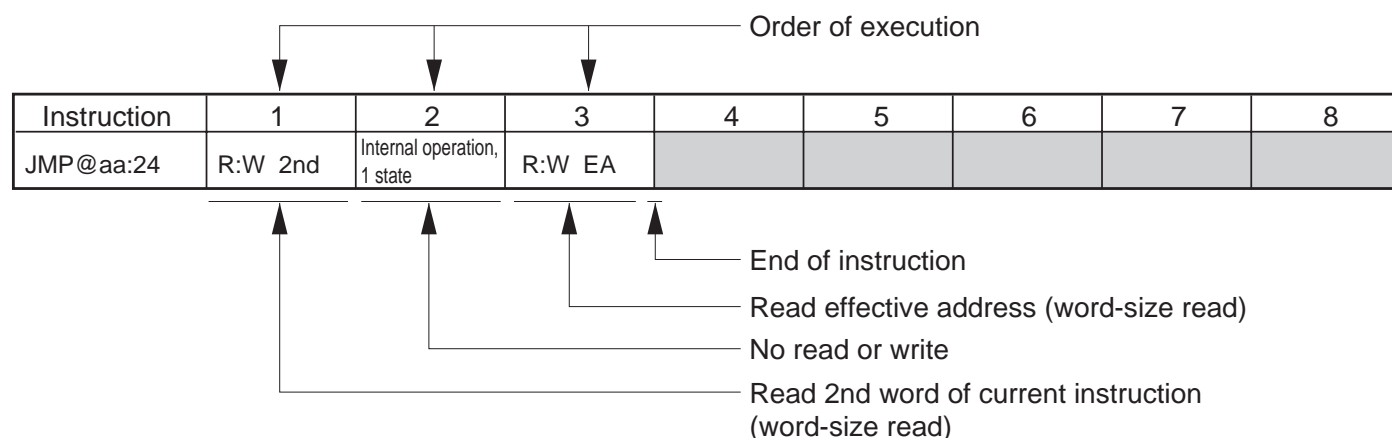 Order of execution
Instruction 1 2 3 4 5 6 7 8
JMP@aa:24 R:W 2nd Internal operation, 1 state R:W EA
End of instruction
Read effective address (word-size read)
No read or write
Read 2nd word of current instruction
(word-size read)